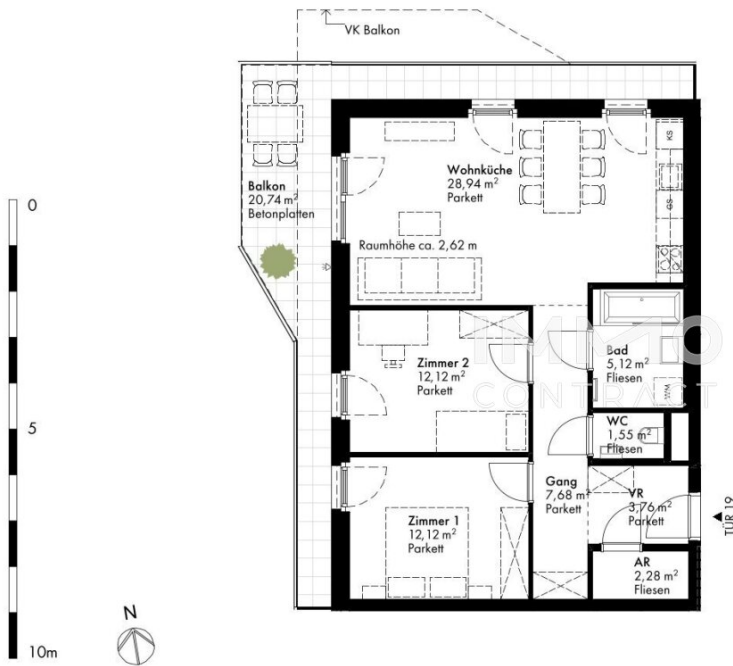 VK Balkon
0
5
10m
N
Balkon
20,74 m²
Betonplatten
Wohnküche
28,94 m²
Parkett
Raumhöhe ca. 2,62 m
KS
GS
Zimmer 2
12,12 m²
Parkett
Bad
5,12 m²
Fliesen
WM
IMMO
CONTRACT
WC
1,55 m²
Fliesen
Gang
7,68 m²
Parkett
VR
3,76 m²
Parkett
TÜR 19
Zimmer 1
12,12 m²
Parkett
AR
2,28 m²
Fliesen